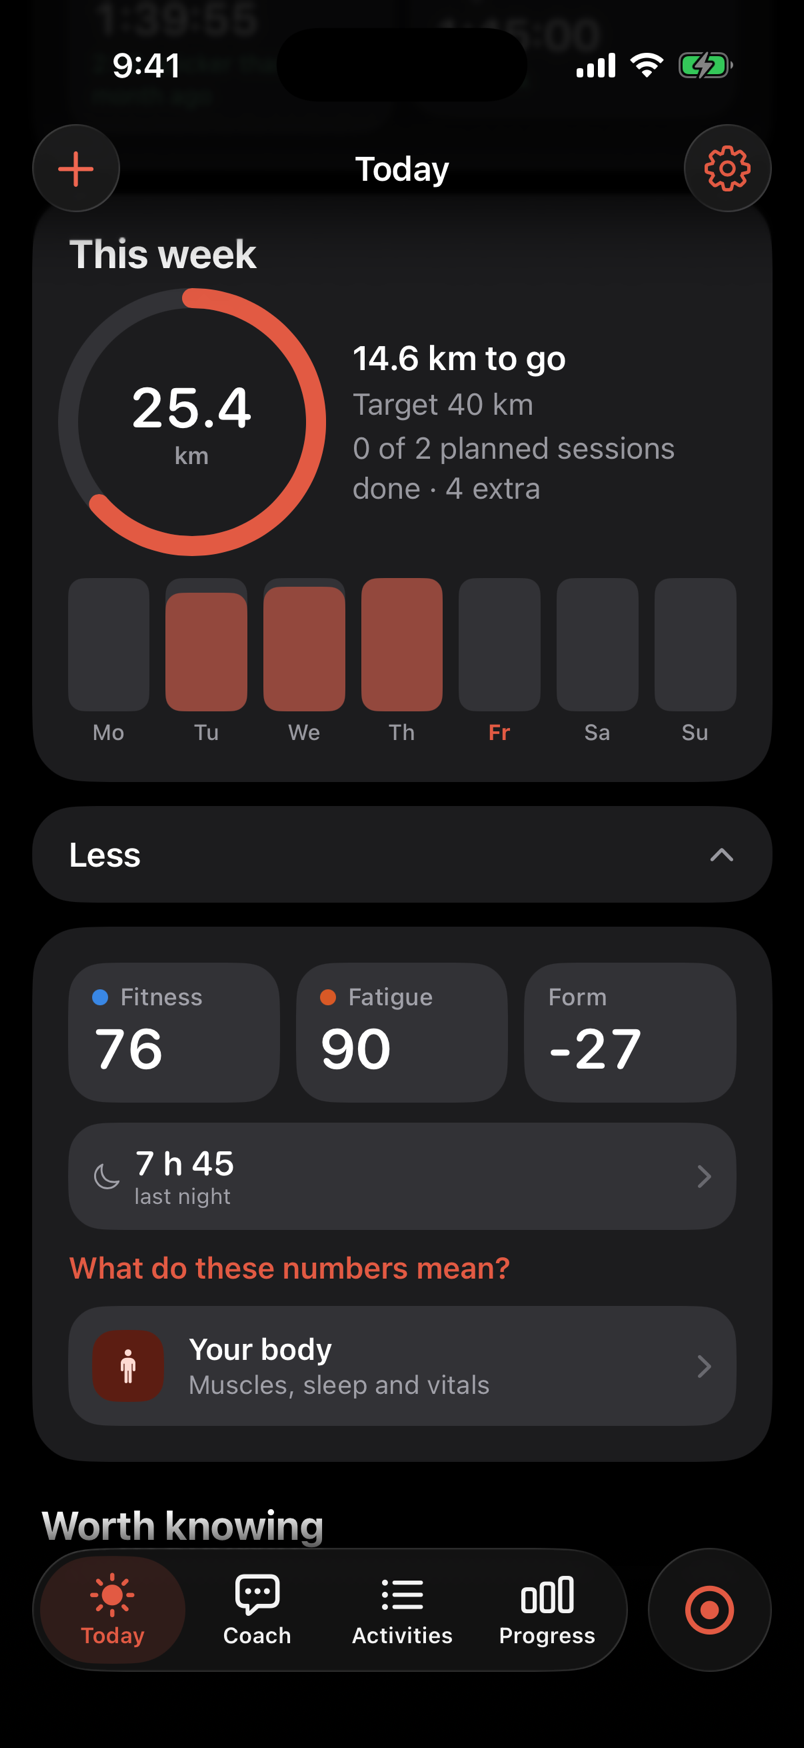 1:39:55
9:41
Today
This week
25.4
km
14.6 km to go
Target 40 km
0 of 2 planned sessions
done · 4 extra
Mo Tu We Th Fr Sa Su
Less
Fitness
76
Fatigue
90
Form
-27
7 h 45
last night
What do these numbers mean?
Your body
Muscles, sleep and vitals
Worth knowing
Today
Coach
Activities
Progress